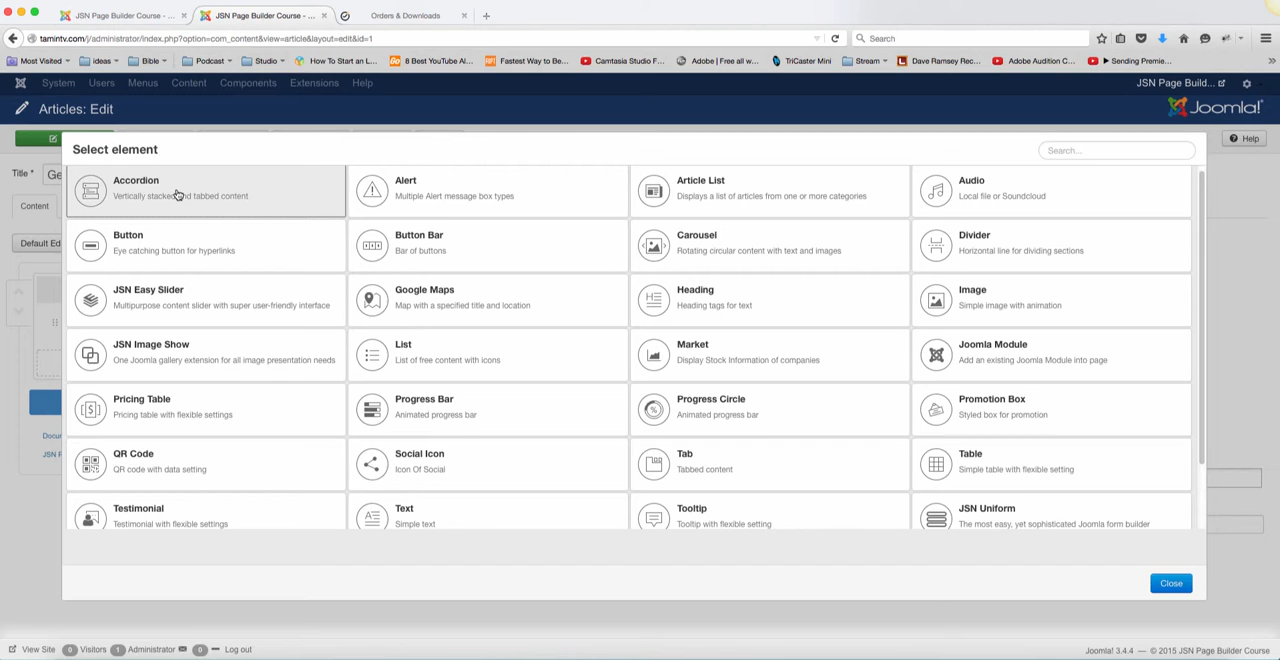 JSN Page Builder Course - ...
JSN Page Builder Course - ...
Orders & Downloads
tamintv.com/j/administrator/index.php?option=com_content&view=article&layout=edit&id=1
Search
Most Visited
ideas
Bible
Podcast
Studio
How To Start an L...
8 Best YouTube Al...
Fastest Way to Be...
Camtasia Studio F...
Adobe | Free all w...
TriCaster Mini
Stream
Dave Ramsey Rec...
Adobe Audition C...
Sending Premie...
System Users Menus Content Components Extensions Help
JSN Page Build...
Articles: Edit
Joomla!
Help
Select element
Search...
Title *
Ge
Content
Default Ed
Docu
JSN P
Accordion
Vertically stacked and tabbed content
Alert
Multiple Alert message box types
Article List
Displays a list of articles from one or more categories
Audio
Local file or Soundcloud
Button
Eye catching button for hyperlinks
Button Bar
Bar of buttons
Carousel
Rotating circular content with text and images
Divider
Horizontal line for dividing sections
JSN Easy Slider
Multipurpose content slider with super user-friendly interface
Google Maps
Map with a specified title and location
Heading
Heading tags for text
Image
Simple image with animation
JSN Image Show
One Joomla gallery extension for all image presentation needs
List
List of free content with icons
Market
Display Stock Information of companies
Joomla Module
Add an existing Joomla Module into page
Pricing Table
Pricing table with flexible settings
Progress Bar
Animated progress bar
Progress Circle
Animated progress bar
Promotion Box
Styled box for promotion
QR Code
QR code with data setting
Social Icon
Icon Of Social
Tab
Tabbed content
Table
Simple table with flexible setting
Testimonial
Testimonial with flexible settings
Text
Simple text
Tooltip
Tooltip with flexible setting
JSN Uniform
The most easy, yet sophisticated Joomla form builder
Close
View Site 0 Visitors 1 Administrator 0 Log out
Joomla! 3.4.4 — © 2015 JSN Page Builder Course